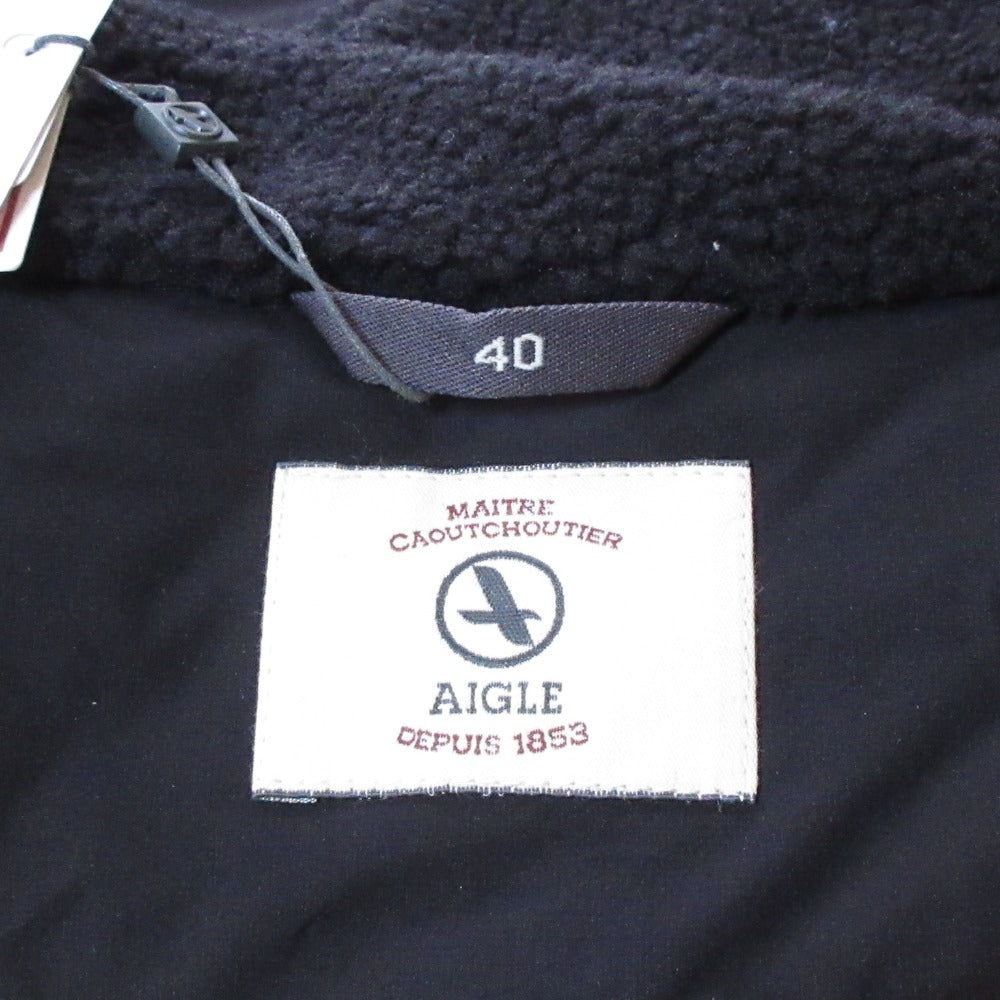 40
MAITRE
CAOUTCHOUTIER
AIGLE
DEPUIS 1853